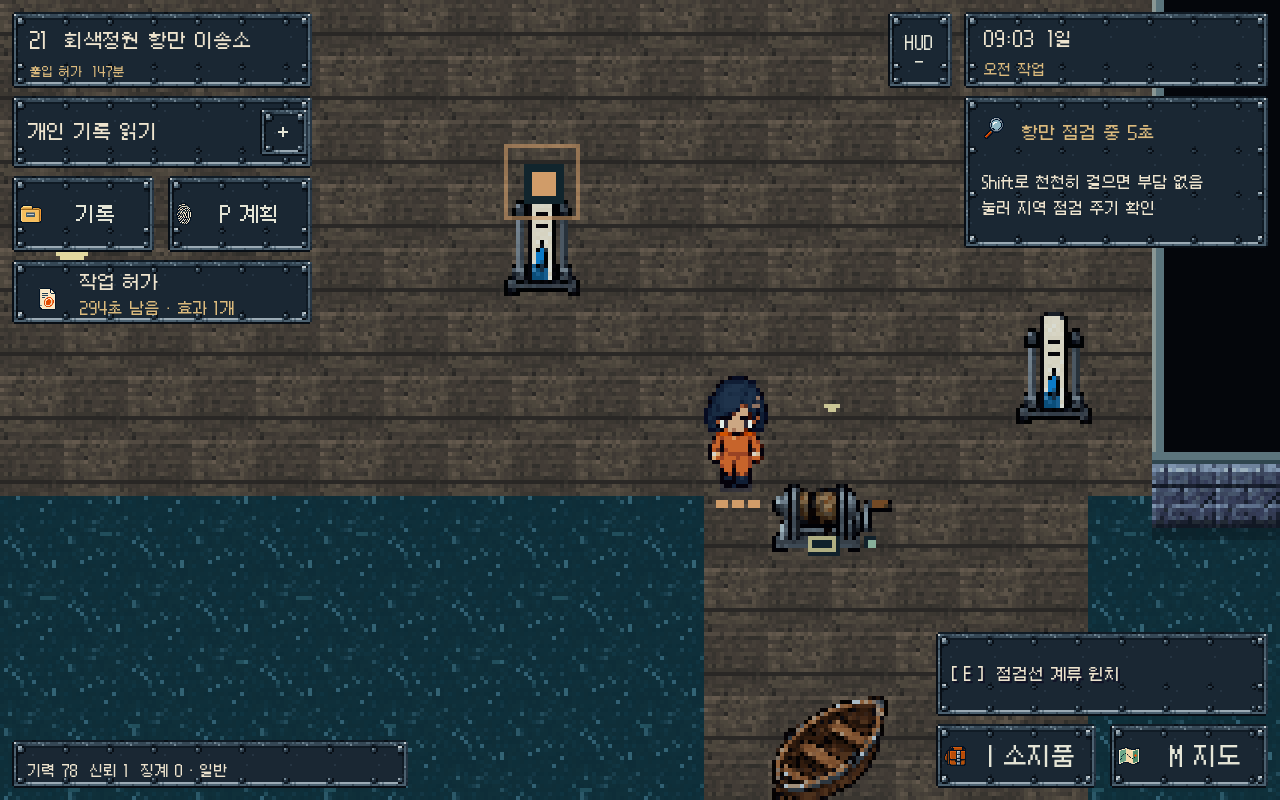 21 회색정원 항만 이송소
출입 허가 147분
개인 기록 읽기
+
기록
P 계획
작업 허가
294초 남음 · 효과 1개
HUD
–
09:03 1일
오전 작업
항만 점검 중 5초
Shift로 천천히 걸으면 부담 없음
눌러 지역 점검 주기 확인
[E] 점검선 계류 윈치
I 소지품
M 지도
기력 78 신뢰 1 징계 0 · 일반